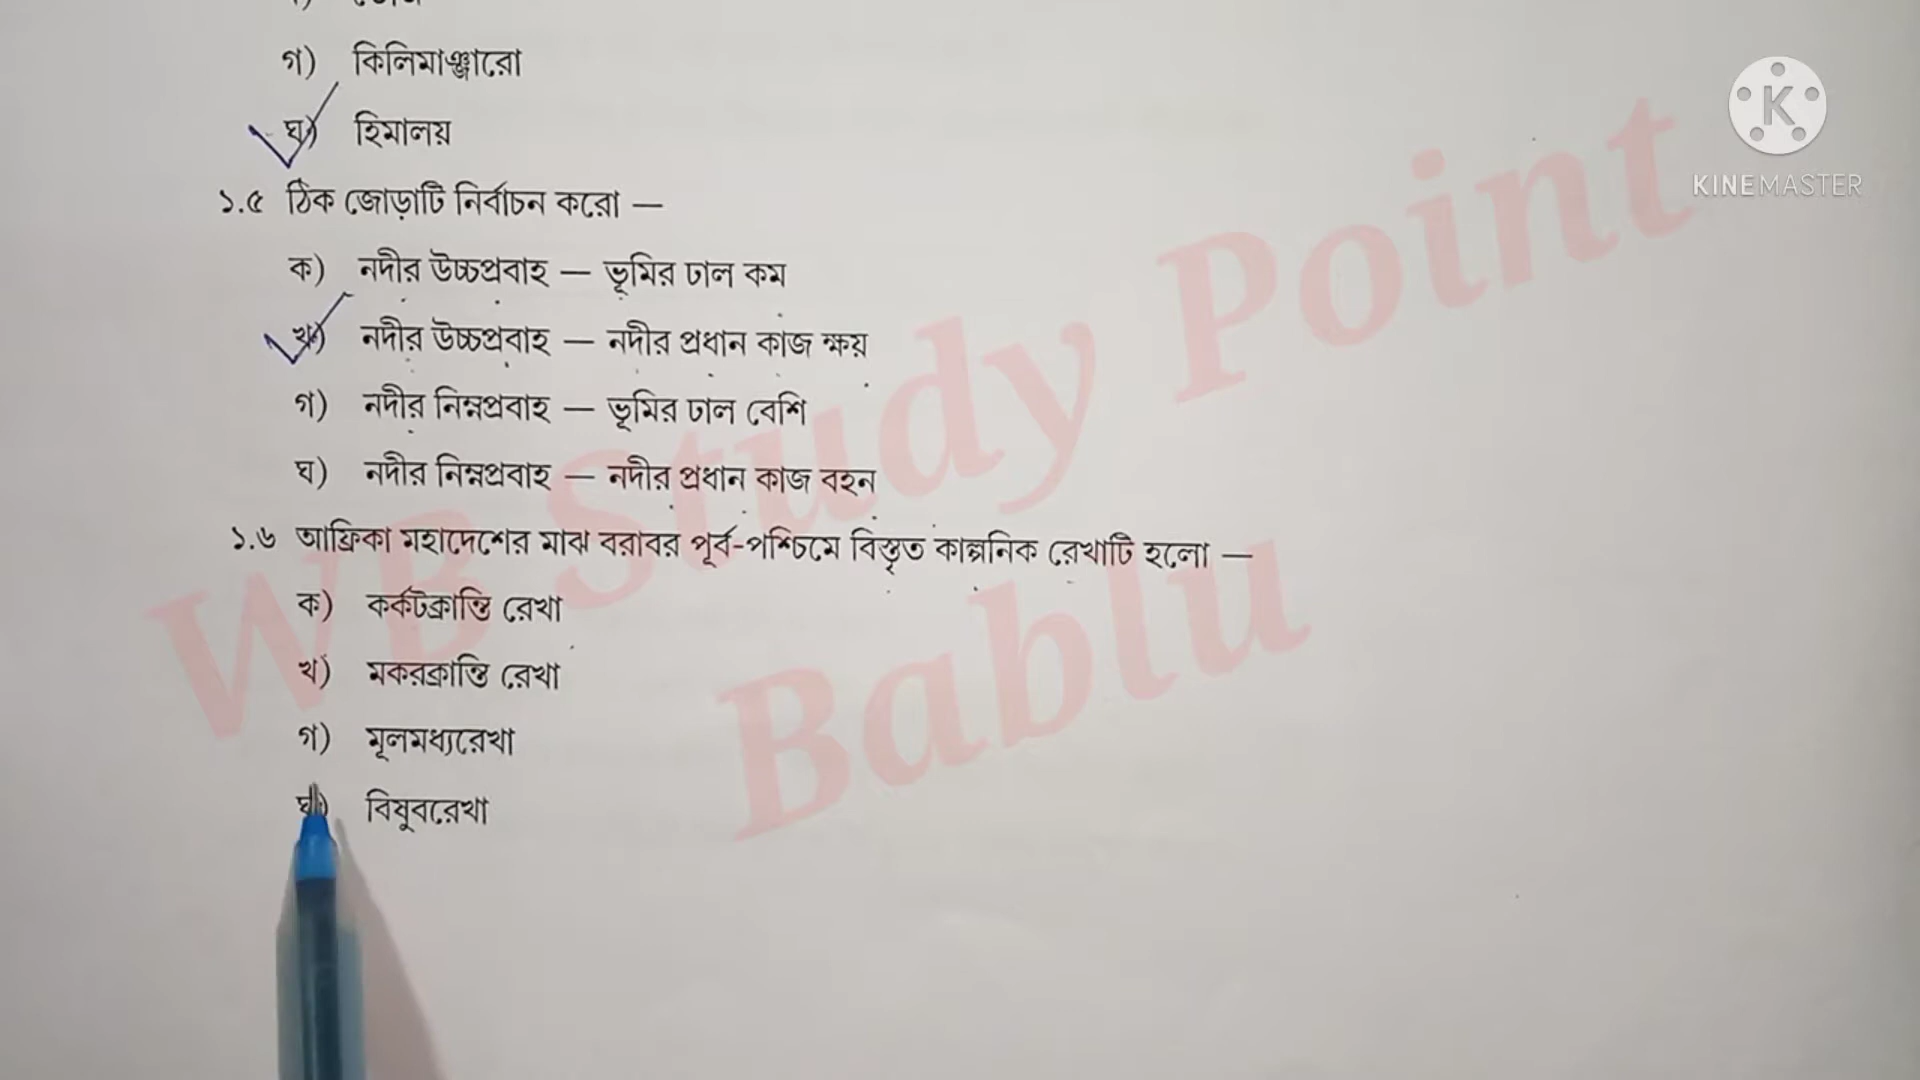 গ) কিলিমাঞ্জারো
ঘ) হিমালয়
১.৫ ঠিক জোড়াটি নির্বাচন করো —
ক) নদীর উচ্চপ্রবাহ — ভূমির ঢাল কম
খ) নদীর উচ্চপ্রবাহ — নদীর প্রধান কাজ ক্ষয়
গ) নদীর নিম্নপ্রবাহ — ভূমির ঢাল বেশি
ঘ) নদীর নিম্নপ্রবাহ — নদীর প্রধান কাজ বহন
১.৬ আফ্রিকা মহাদেশের মাঝ বরাবর পূর্ব-পশ্চিমে বিস্তৃত কাল্পনিক রেখাটি হলো —
ক) কর্কটক্রান্তি রেখা
খ) মকরক্রান্তি রেখা
গ) মূলমধ্যরেখা
ঘ) বিষুবরেখা
WB Study Point
Bablu
K
KINEMASTER